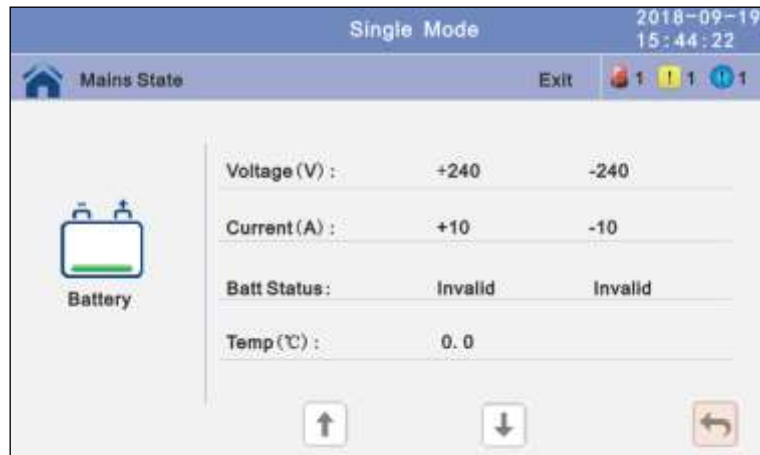 Single Mode
2018-09-19
15:44:22
Mains State Exit 1 ! 1 ! 1
Voltage(V): +240 -240
Current(A): +10 -10
Batt Status: Invalid Invalid
Temp(℃): 0.0
Battery